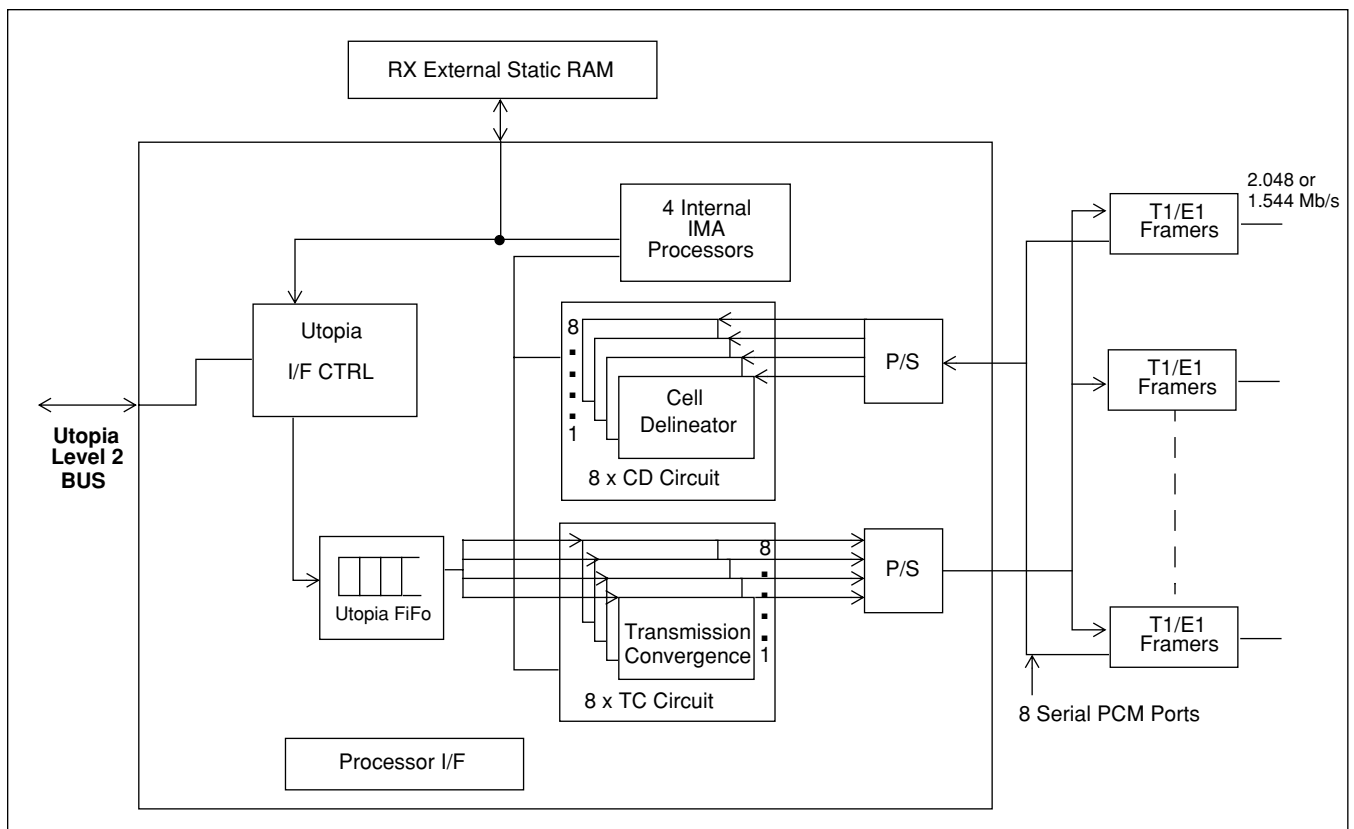 RX External Static RAM
4 Internal
IMA
Processors
2.048 or
1.544 Mb/s
T1/E1
Framers
Utopia
I/F CTRL
Utopia
Level 2
BUS
8
1
Cell
Delineator
8 x CD Circuit
P/S
T1/E1
Framers
Utopia FiFo
8
1
Transmission
Convergence
8 x TC Circuit
P/S
T1/E1
Framers
8 Serial PCM Ports
Processor I/F